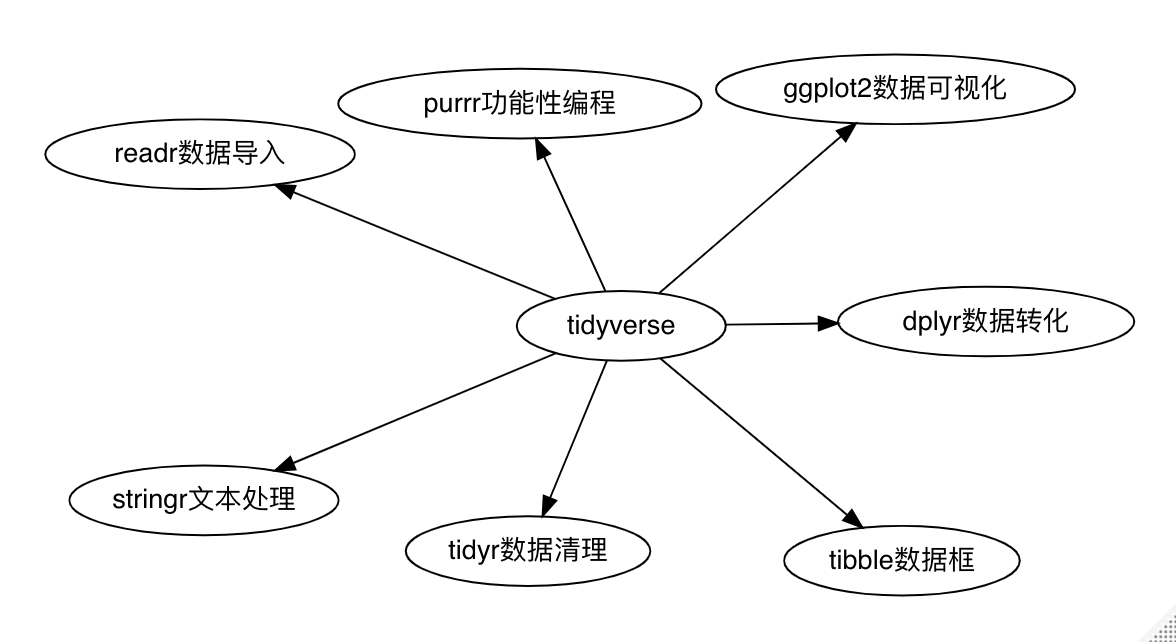 ggplot2数据可视化
purrr功能性编程
readr数据导入
tidyverse
dplyr数据转化
stringr文本处理
tidyr数据清理
tibble数据框